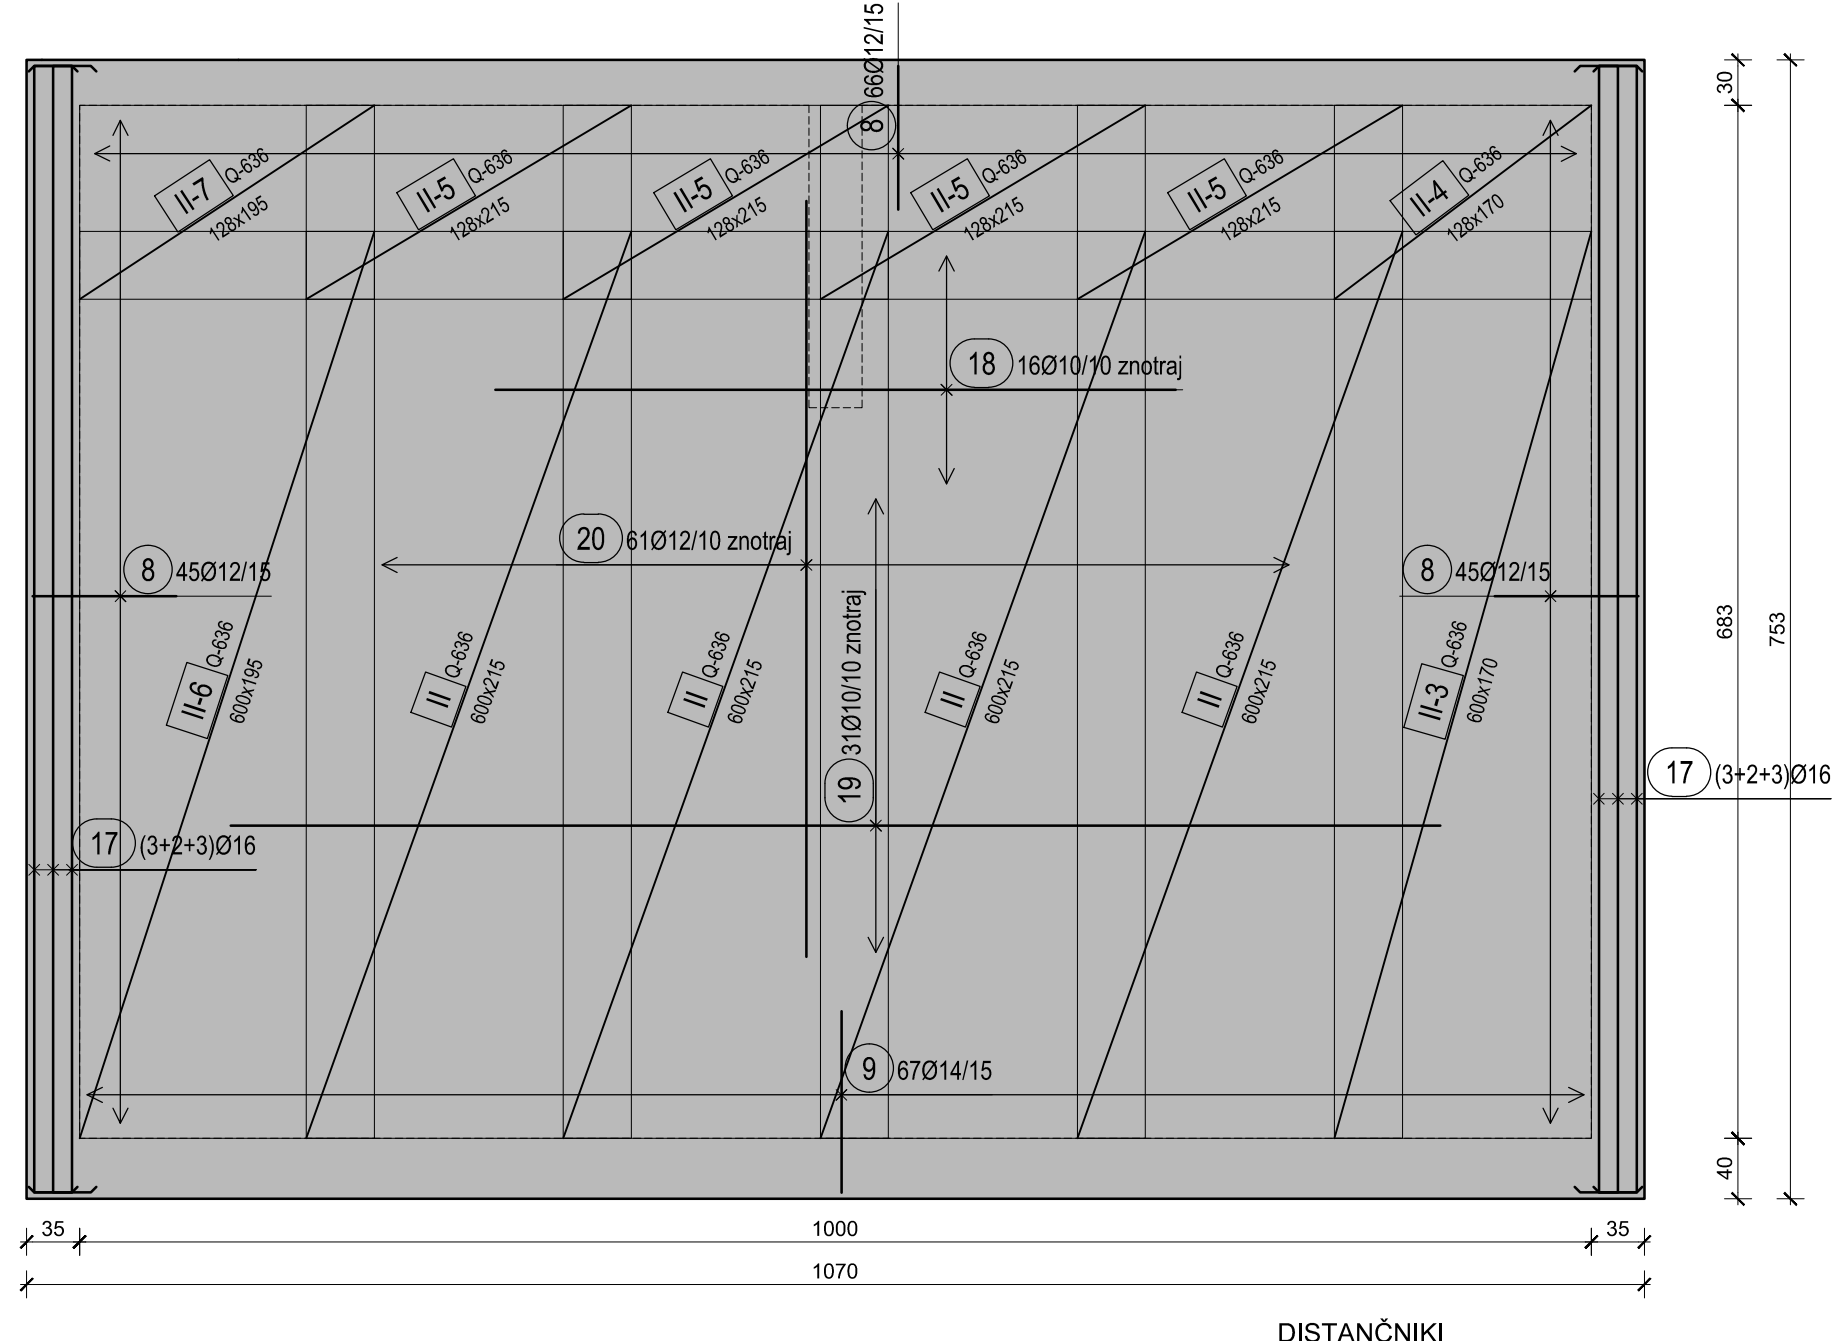 8 66Ø12/15
30
II-7 Q-636
128x195
II-5 Q-636
128x215
II-5 Q-636
128x215
II-5 Q-636
128x215
II-5 Q-636
128x215
II-4 Q-636
128x170
18 16Ø10/10 znotraj
20 61Ø12/10 znotraj
8 45Ø12/15
8 45Ø12/15
683
753
19 31Ø10/10 znotraj
II-6 Q-636
600x195
II Q-636
600x215
II Q-636
600x215
II Q-636
600x215
II Q-636
600x215
II-3 Q-636
600x170
17 (3+2+3)Ø16
17 (3+2+3)Ø16
9 67Ø14/15
40
35
1000
35
1070
DISTANČNIKI